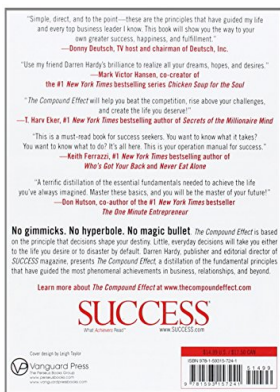 "Simple, direct, and to the point—these are the principles that have guided my life
and every top business leader I know. This book will show you the way to your
own greater success, happiness, and fulfillment."
—Donny Deutsch, TV host and chairman of Deutsch, Inc.
"Use my friend Darren Hardy's brilliance to realize all your dreams, hopes, and desires."
—Mark Victor Hansen, co-creator of
the #1 New York Times bestselling series Chicken Soup for the Soul
"The Compound Effect will help you beat the competition, rise above your challenges,
and create the life you deserve!"
—T. Harv Eker, #1 New York Times bestselling author of Secrets of the Millionaire Mind
"This is a must-read book for success seekers. You want to know what it takes?
You want to know what to do? It's all here. This is your operation manual for success."
—Keith Ferrazzi, #1 New York Times bestselling author of
Who's Got Your Back and Never Eat Alone
"A terrific distillation of the essential fundamentals needed to achieve the life
you've always imagined. Master these basics, and you will be the master of your future!"
—Don Hutson, co-author of the #1 New York Times bestseller
The One Minute Entrepreneur
No gimmicks. No hyperbole. No magic bullet. The Compound Effect is based
on the principle that decisions shape your destiny. Little, everyday decisions will take you either
to the life you desire or to disaster by default. Darren Hardy, publisher and editorial director of
SUCCESS magazine, presents The Compound Effect, a distillation of the fundamental principles
that have guided the most phenomenal achievements in business, relationships, and beyond.
Learn more about The Compound Effect at www.thecompoundeffect.com
SUCCESS
What Achievers Read™
www.SUCCESS.com
Cover design by Leigh Taylor
Vanguard Press